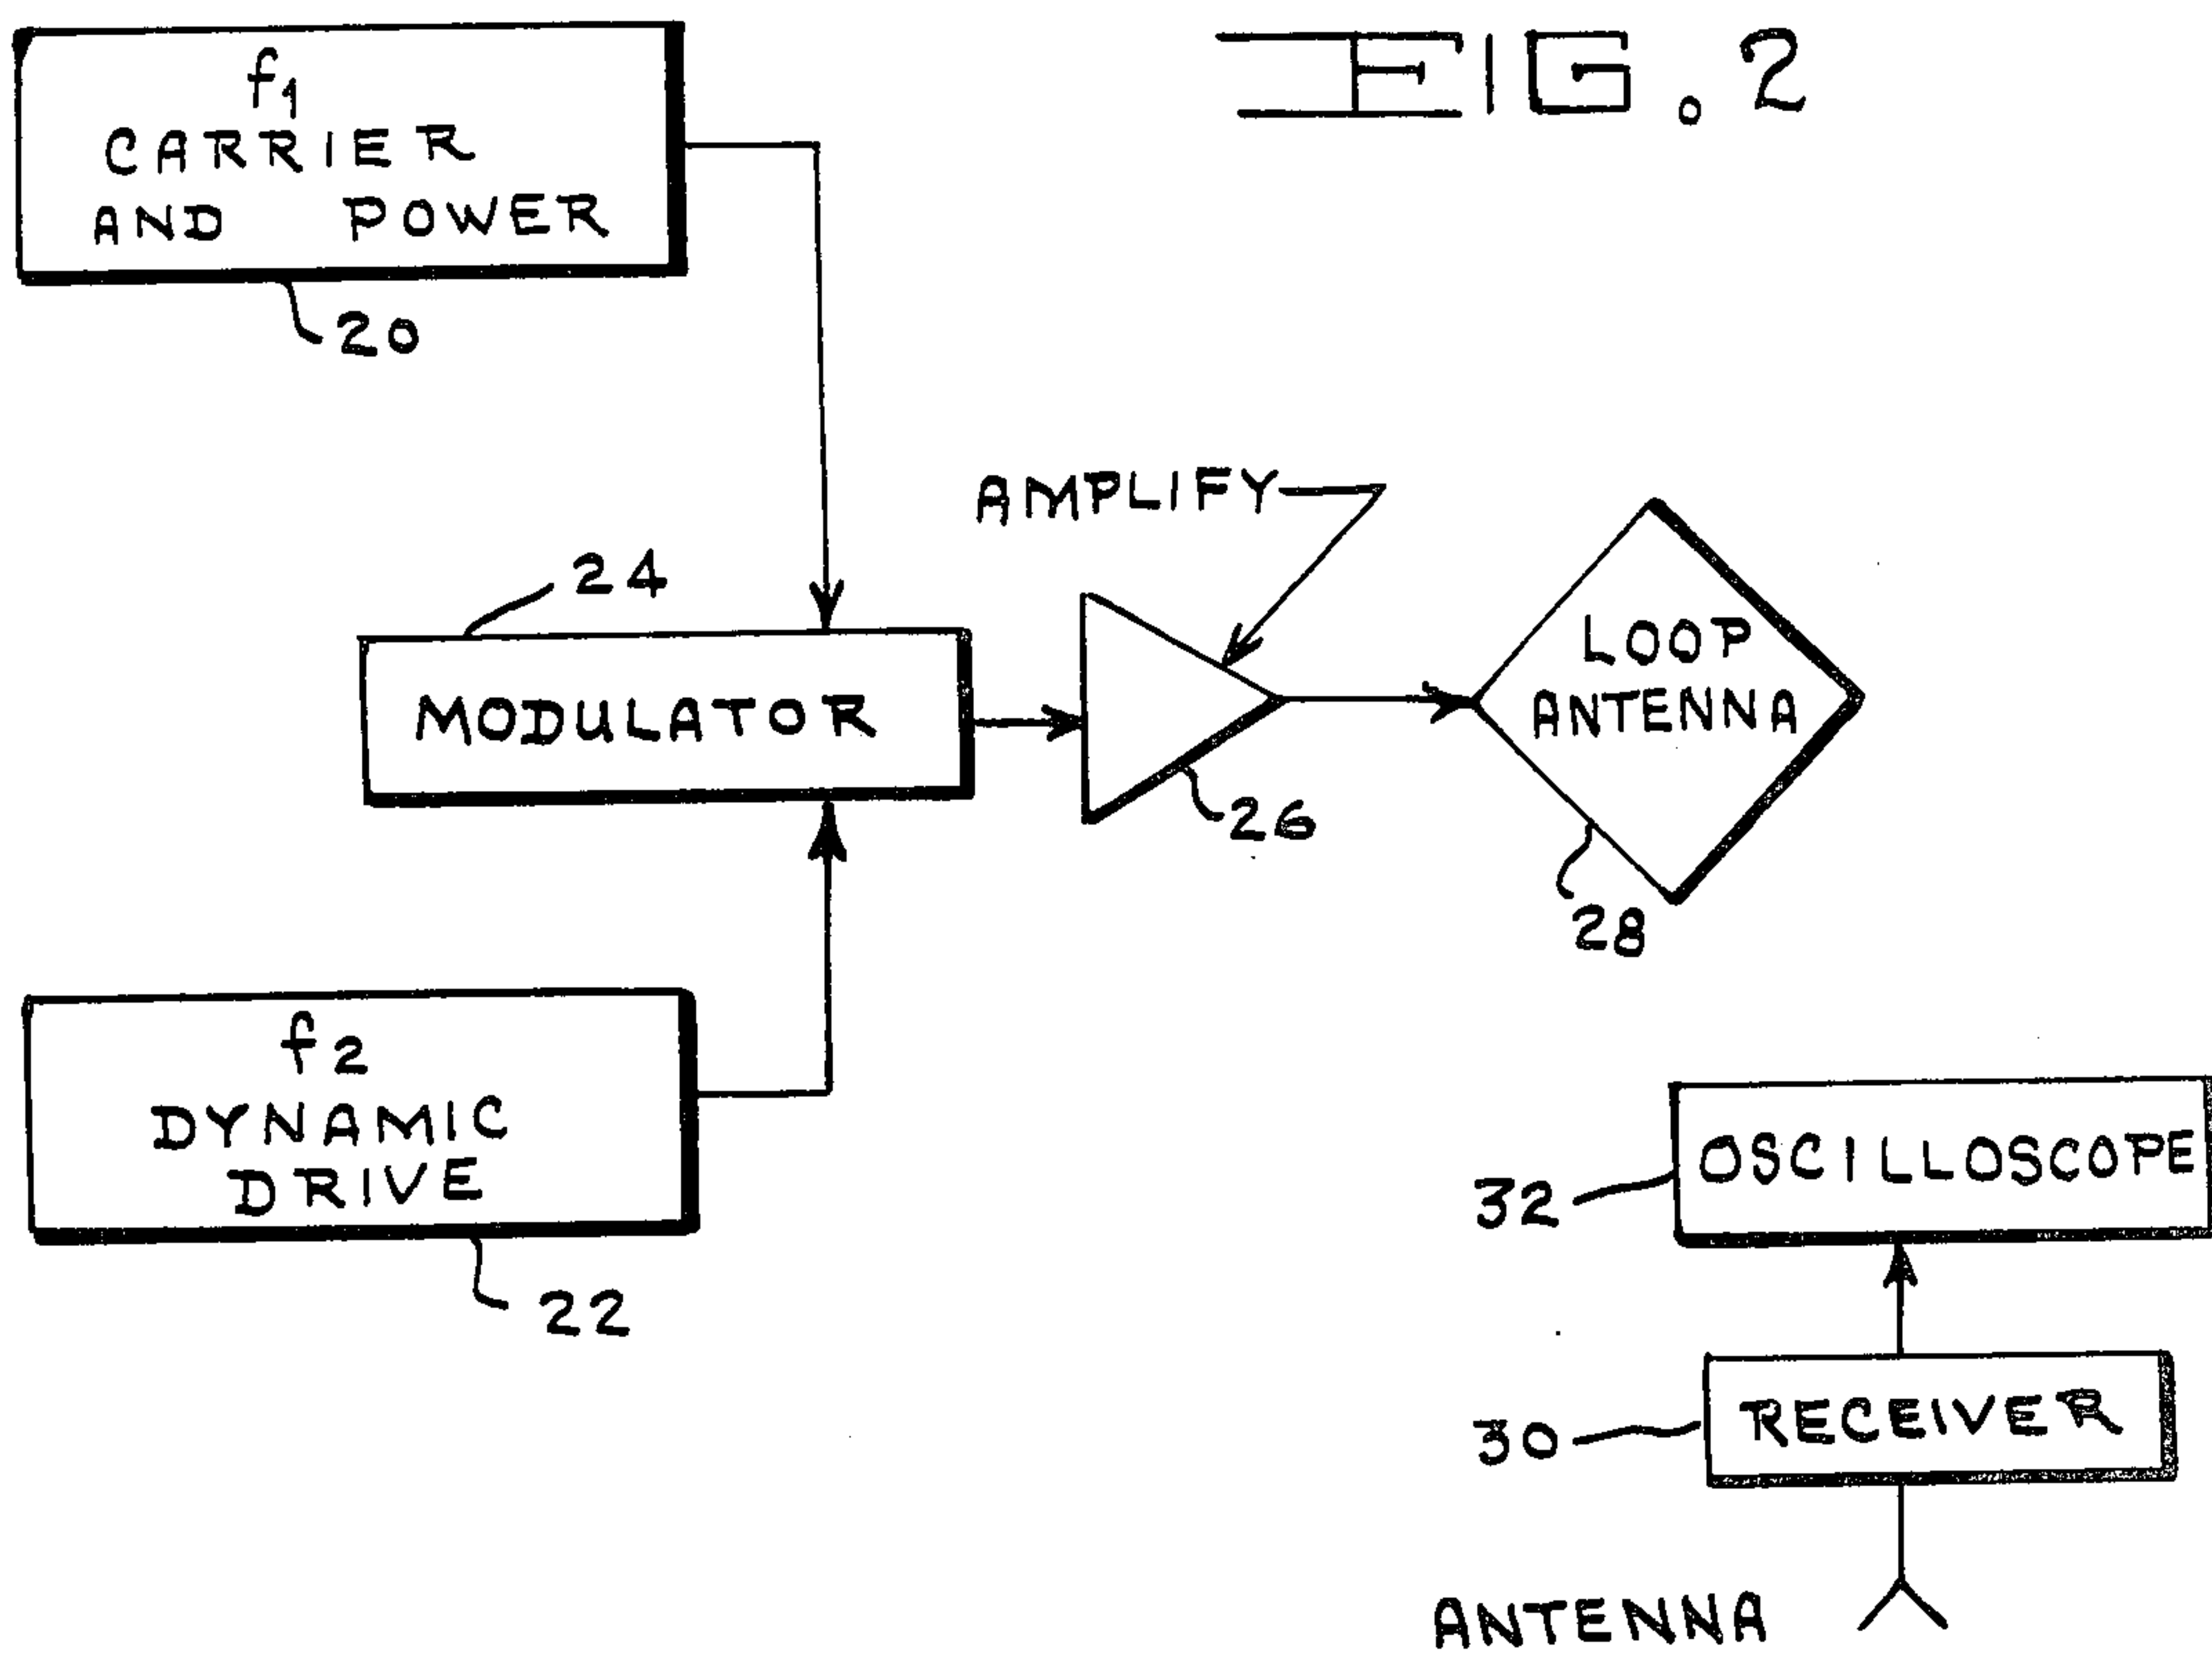 FIG. 2
f1
CARRIER
AND POWER
20
AMPLIFY
24
MODULATOR
LOOP
ANTENNA
26
28
f2
DYNAMIC
DRIVE
22
OSCILLOSCOPE
32
RECEIVER
30
ANTENNA